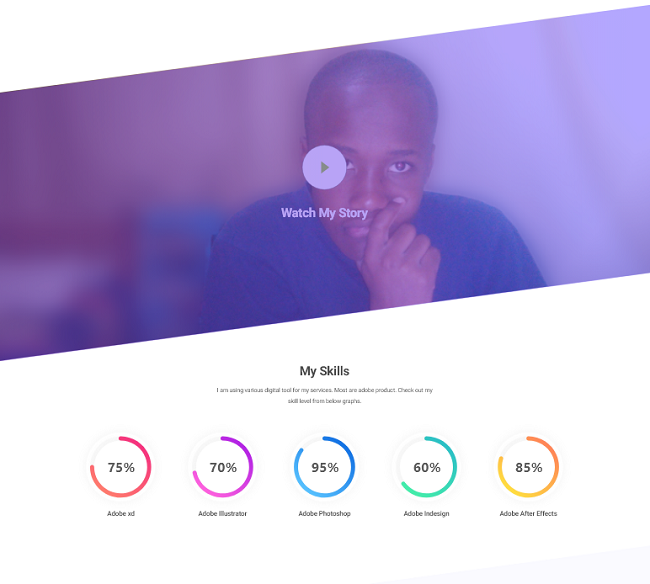 Watch My Story
My Skills
I am using various digital tool for my services. Most are adobe product. Check out my
skill level from below graphs.
75%
70%
95%
60%
85%
Adobe xd
Adobe Illustrator
Adobe Photoshop
Adobe Indesign
Adobe After Effects